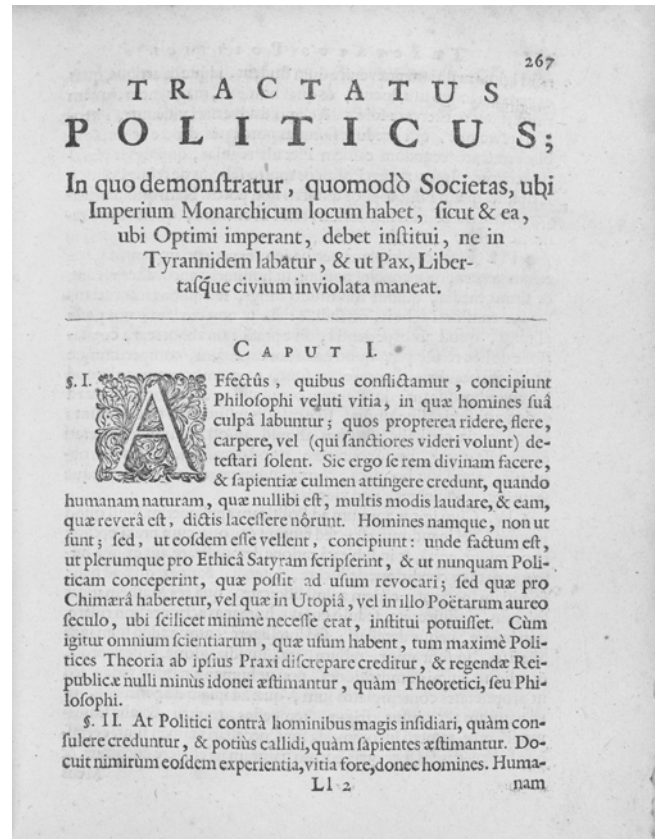 267
TRACTATUS
POLITICUS;
In quo demonſtratur, quomodò Societas, ubi
Imperium Monarchicum locum habet, ſicut & ea,
ubi Optimi imperant, debet inſtitui, ne in
Tyrannidem labatur, & ut Pax, Liber-
taſq́ue civium inviolata maneat.
CAPUT I.
§. I. AFfectûs, quibus conflictamur, concipiunt
Philoſophi veluti vitia, in quæ homines ſuâ
culpâ labuntur; quos propterea ridere, flere,
carpere, vel (qui ſanctiores videri volunt) de-
teſtari ſolent. Sic ergo ſe rem divinam facere,
& ſapientiæ culmen attingere credunt, quando
humanam naturam, quæ nullibi eſt, multis modis laudare, & eam,
quæ reverâ eſt, dictis laceſſere nôrunt. Homines namque, non ut
ſunt; ſed, ut eoſdem eſſe vellent, concipiunt: unde factum eſt,
ut plerumque pro Ethicâ Satyram ſcripſerint, & ut nunquam Poli-
ticam conceperint, quæ poſſit ad uſum revocari; ſed quæ pro
Chimærâ haberetur, vel quæ in Utopiâ, vel in illo Poëtarum aureo
ſeculo, ubi ſcilicet minimè neceſſe erat, inſtitui potuiſſet. Cùm
igitur omnium ſcientiarum, quæ uſum habent, tum maximè Poli-
tices Theoria ab ipſius Praxi diſcrepare creditur, & regendæ Rei-
publicæ nulli minùs idonei æſtimantur, quàm Theoretici, ſeu Phi-
loſophi.
§. II. At Politici contrà hominibus magis inſidiari, quàm con-
ſulere creduntur, & potiùs callidi, quàm ſapientes æſtimantur. Do-
cuit nimirùm eoſdem experientia, vitia fore, donec homines. Huma-
Ll 2 nam